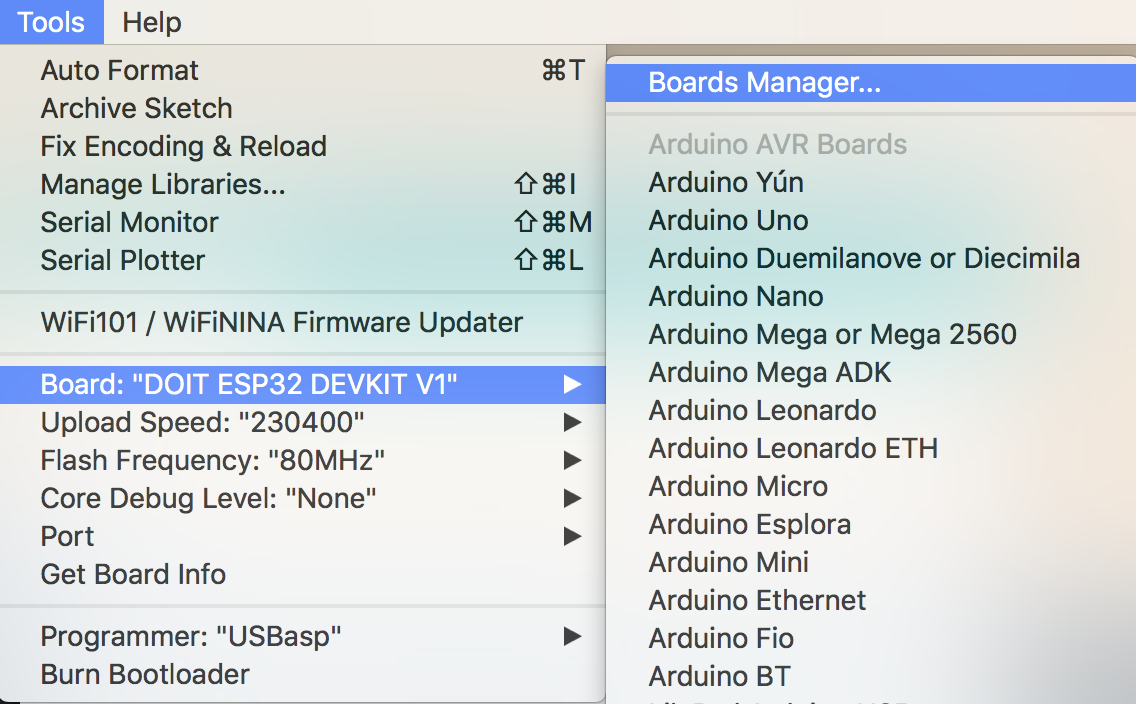 Tools Help
Auto Format ⌘T
Archive Sketch
Fix Encoding & Reload
Manage Libraries... ⇧⌘I
Serial Monitor ⇧⌘M
Serial Plotter ⇧⌘L
WiFi101 / WiFiNINA Firmware Updater
Board: "DOIT ESP32 DEVKIT V1"
Upload Speed: "230400"
Flash Frequency: "80MHz"
Core Debug Level: "None"
Port
Get Board Info
Programmer: "USBasp"
Burn Bootloader
Boards Manager...
Arduino AVR Boards
Arduino Yún
Arduino Uno
Arduino Duemilanove or Diecimila
Arduino Nano
Arduino Mega or Mega 2560
Arduino Mega ADK
Arduino Leonardo
Arduino Leonardo ETH
Arduino Micro
Arduino Esplora
Arduino Mini
Arduino Ethernet
Arduino Fio
Arduino BT